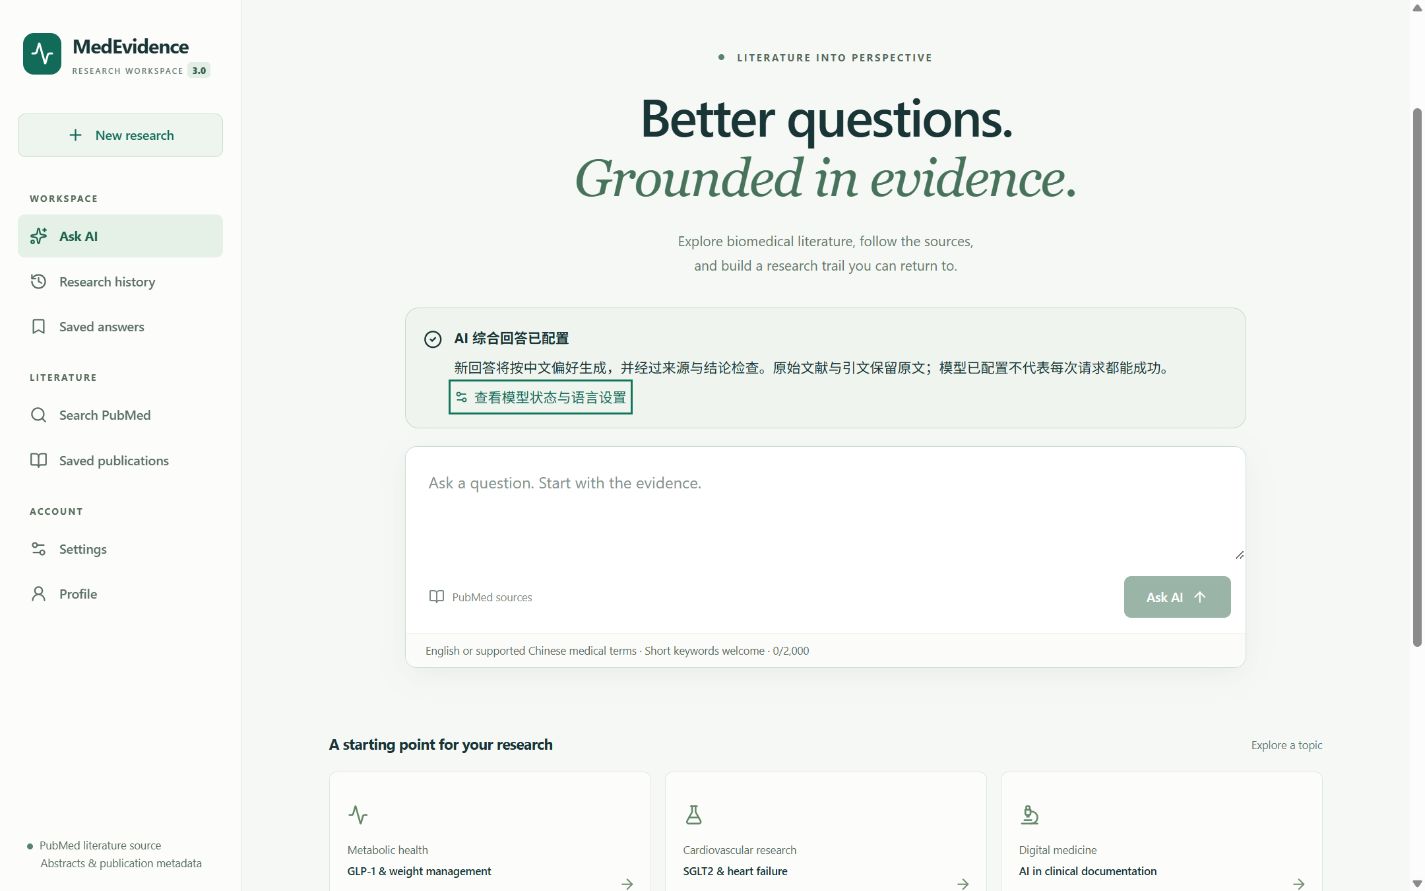 MedEvidence
RESEARCH WORKSPACE 3.0
New research
WORKSPACE
Ask AI
Research history
Saved answers
LITERATURE
Search PubMed
Saved publications
ACCOUNT
Settings
Profile
PubMed literature source
Abstracts & publication metadata
LITERATURE INTO PERSPECTIVE
Better questions.
Grounded in evidence.
Explore biomedical literature, follow the sources,
and build a research trail you can return to.
AI 综合回答已配置
新回答将按中文偏好生成，并经过来源与结论检查。原始文献与引文保留原文；模型已配置不代表每次请求都能成功。
查看模型状态与语言设置
Ask a question. Start with the evidence.
PubMed sources
Ask AI
English or supported Chinese medical terms · Short keywords welcome · 0/2,000
A starting point for your research
Explore a topic
Metabolic health
GLP-1 & weight management
Cardiovascular research
SGLT2 & heart failure
Digital medicine
AI in clinical documentation